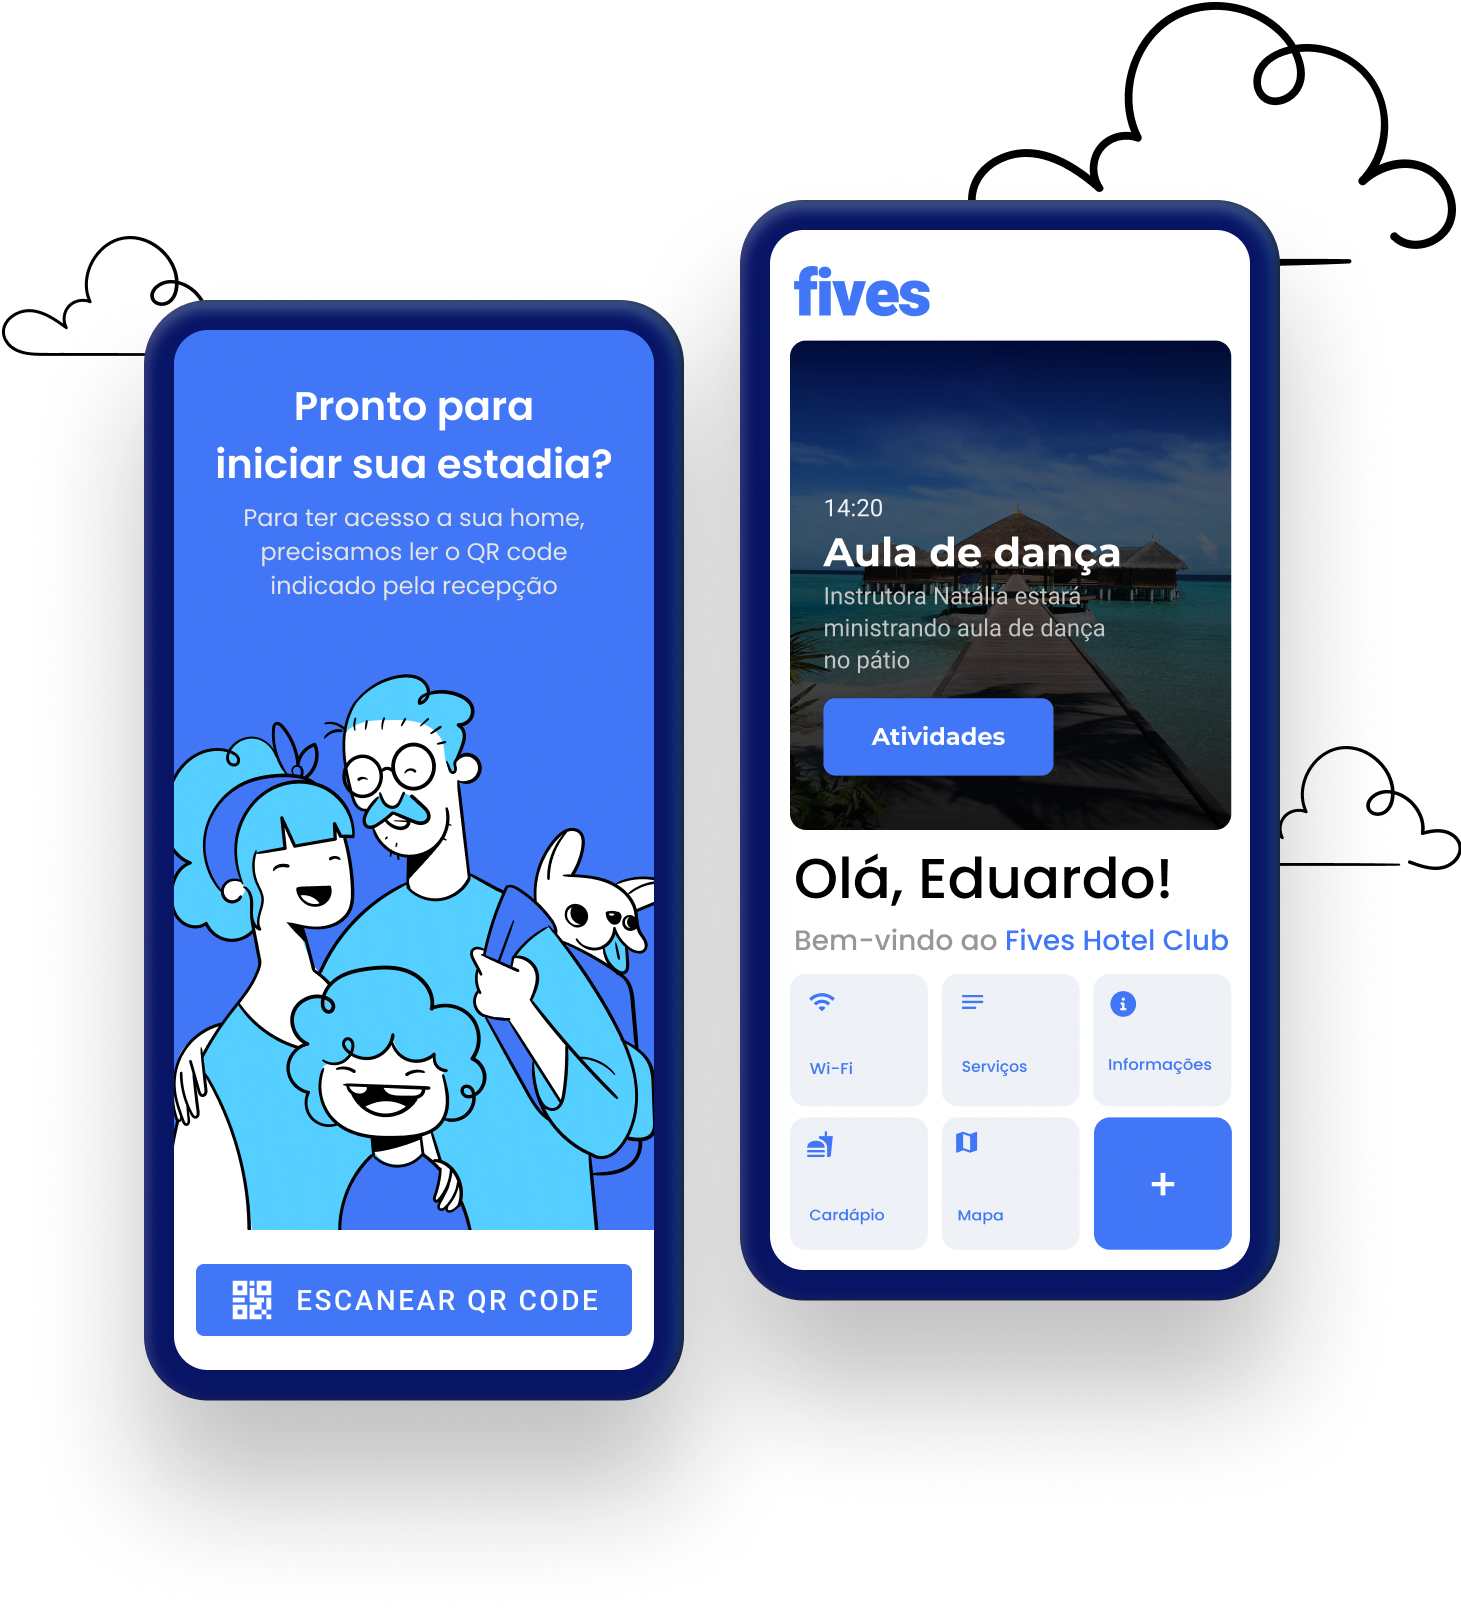 Pronto para
iniciar sua estadia?
Para ter acesso a sua home,
precisamos ler o QR code
indicado pela recepção
ESCANEAR QR CODE
fives
14:20
Aula de dança
Instrutora Natália estará
ministrando aula de dança
no pátio
Atividades
Olá, Eduardo!
Bem-vindo ao Fives Hotel Club
Wi-Fi
Serviços
Informações
Cardápio
Mapa
+